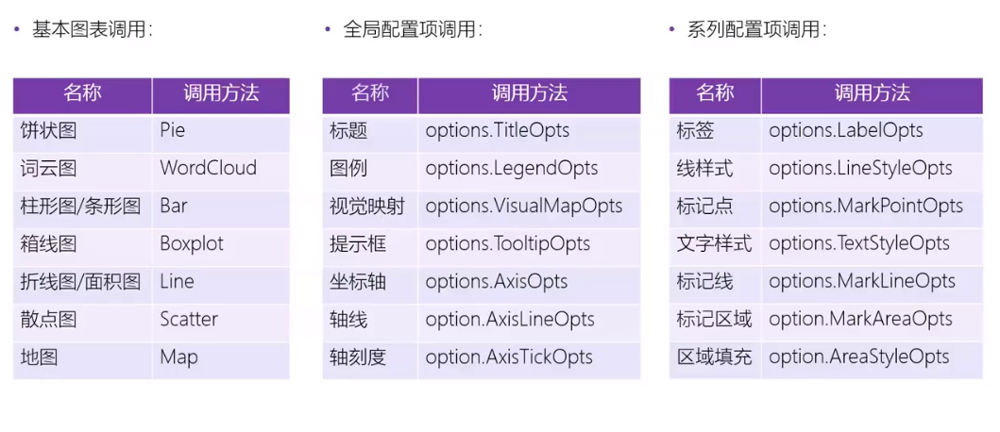 • 基本图表调用:
名称 调用方法
饼状图 Pie
词云图 WordCloud
柱形图/条形图 Bar
箱线图 Boxplot
折线图/面积图 Line
散点图 Scatter
地图 Map
• 全局配置项调用:
名称 调用方法
标题 options.TitleOpts
图例 options.LegendOpts
视觉映射 options.VisualMapOpts
提示框 options.TooltipOpts
坐标轴 options.AxisOpts
轴线 option.AxisLineOpts
轴刻度 option.AxisTickOpts
• 系列配置项调用:
名称 调用方法
标签 options.LabelOpts
线样式 options.LineStyleOpts
标记点 options.MarkPointOpts
文字样式 options.TextStyleOpts
标记线 options.MarkLineOpts
标记区域 option.MarkAreaOpts
区域填充 option.AreaStyleOpts